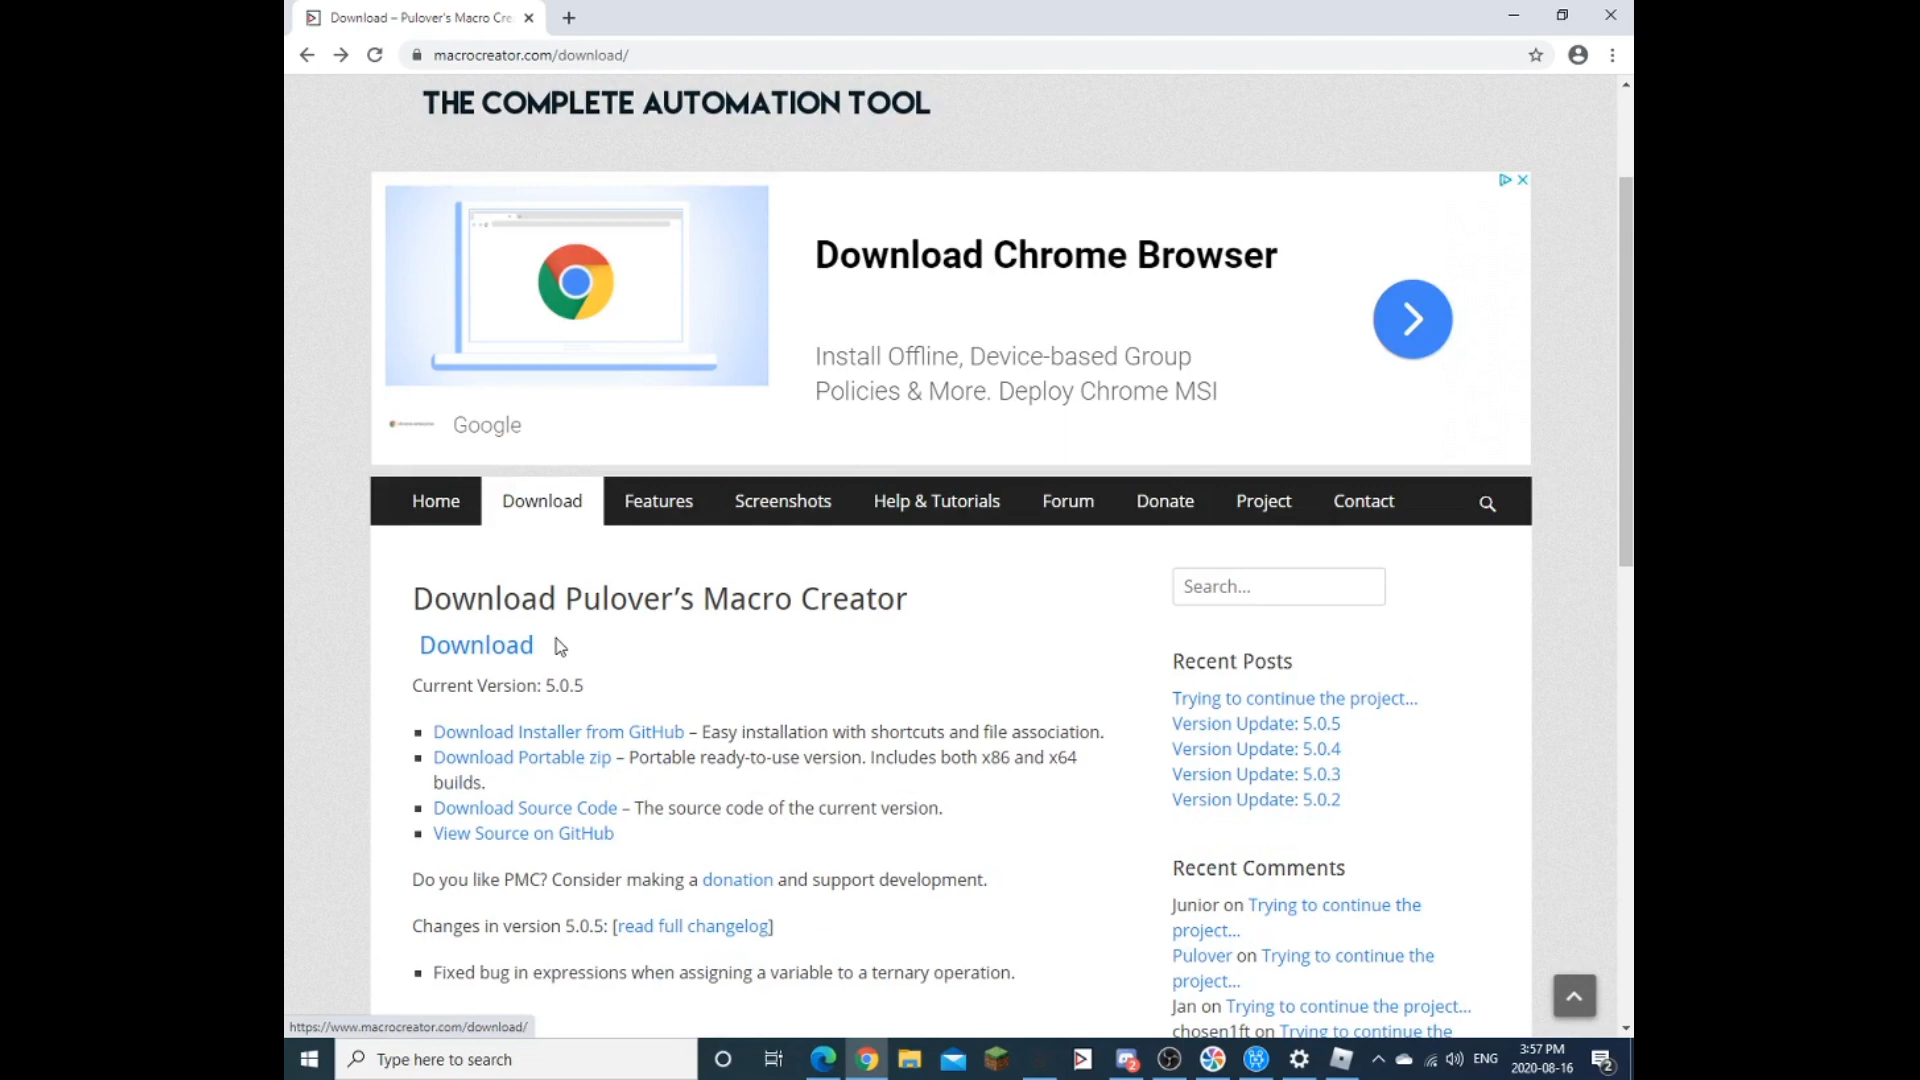 Download – Pulover's Macro Cre
macrocreator.com/download/
THE COMPLETE AUTOMATION TOOL
Download Chrome Browser
Install Offline, Device-based Group
Policies & More. Deploy Chrome MSI
Google
Home Download Features Screenshots Help & Tutorials Forum Donate Project Contact
Download Pulover's Macro Creator
Download
Current Version: 5.0.5
Download Installer from GitHub – Easy installation with shortcuts and file association.
Download Portable zip – Portable ready-to-use version. Includes both x86 and x64
builds.
Download Source Code – The source code of the current version.
View Source on GitHub
Do you like PMC? Consider making a donation and support development.
Changes in version 5.0.5: [read full changelog]
Fixed bug in expressions when assigning a variable to a ternary operation.
Search...
Recent Posts
Trying to continue the project...
Version Update: 5.0.5
Version Update: 5.0.4
Version Update: 5.0.3
Version Update: 5.0.2
Recent Comments
Junior on Trying to continue the
project...
Pulover on Trying to continue the
project...
Jan on Trying to continue the project...
chosen1ft on Trying to continue the
https://www.macrocreator.com/download/
Type here to search
2
ENG
3:57 PM
2020-08-16
2